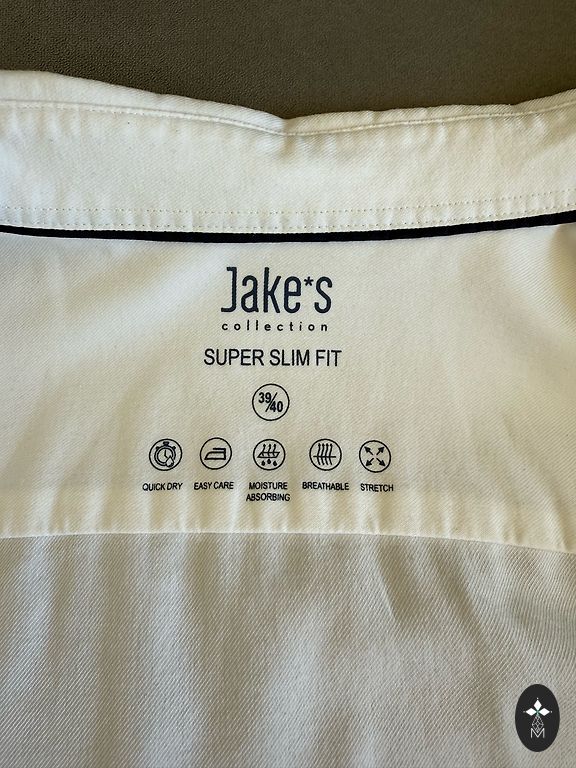 Jake*s
collection
SUPER SLIM FIT
39/40
QUICK DRY EASY CARE MOISTURE ABSORBING BREATHABLE STRETCH
M